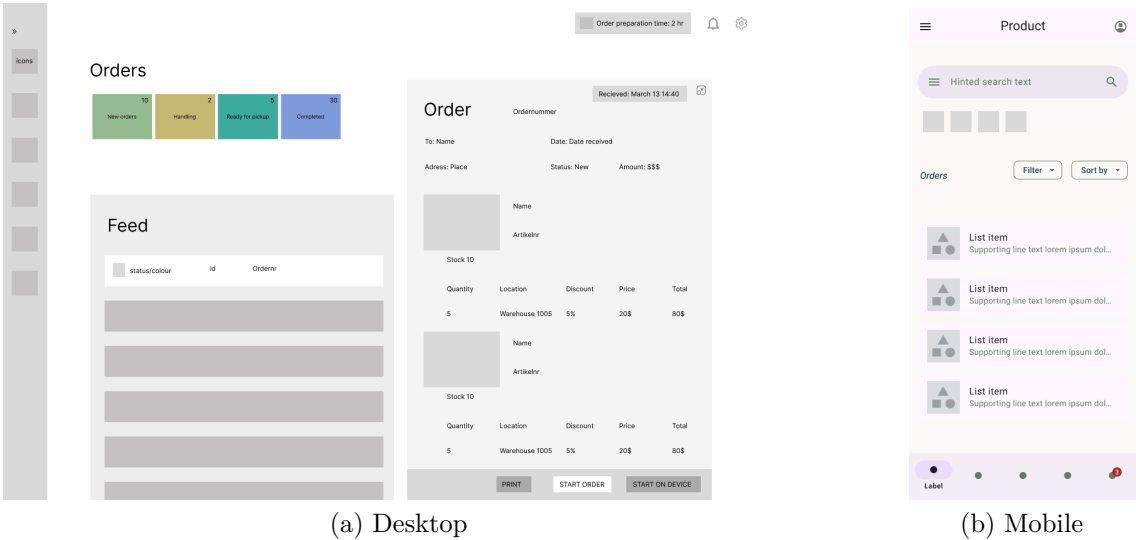 Order preparation time: 2 hr
»
icons
Orders
10
New orders
2
Handling
5
Ready for pickup
30
Completed
Feed
status/colour id Ordernr
Recieved: March 13 14:40
Order Ordernummer
To: Name Date: Date received
Adress: Place Status: New Amount: $$$
Name
Artikelnr
Stock 10
Quantity Location Discount Price Total
5 Warehouse 1005 5% 20$ 80$
Name
Artikelnr
Stock 10
Quantity Location Discount Price Total
5 Warehouse 1005 5% 20$ 80$
PRINT START ORDER START ON DEVICE
(a) Desktop
Product
Hinted search text
Orders Filter Sort by
List item
Supporting line text lorem ipsum dol...
List item
Supporting line text lorem ipsum dol...
List item
Supporting line text lorem ipsum dol...
List item
Supporting line text lorem ipsum dol...
3
Label
(b) Mobile